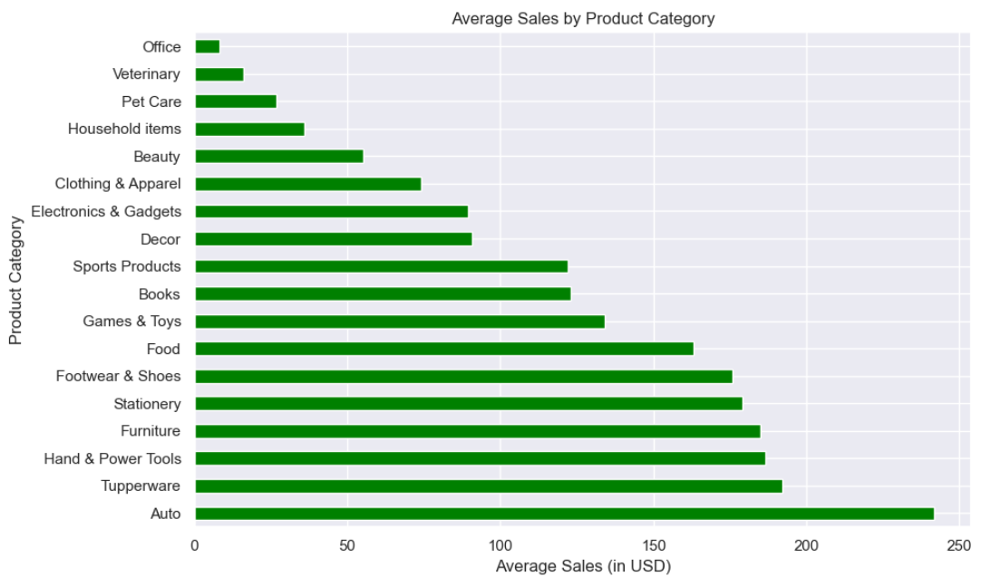 Average Sales by Product Category
Product Category
Office
Veterinary
Pet Care
Household items
Beauty
Clothing & Apparel
Electronics & Gadgets
Decor
Sports Products
Books
Games & Toys
Food
Footwear & Shoes
Stationery
Furniture
Hand & Power Tools
Tupperware
Auto
0 50 100 150 200 250
Average Sales (in USD)